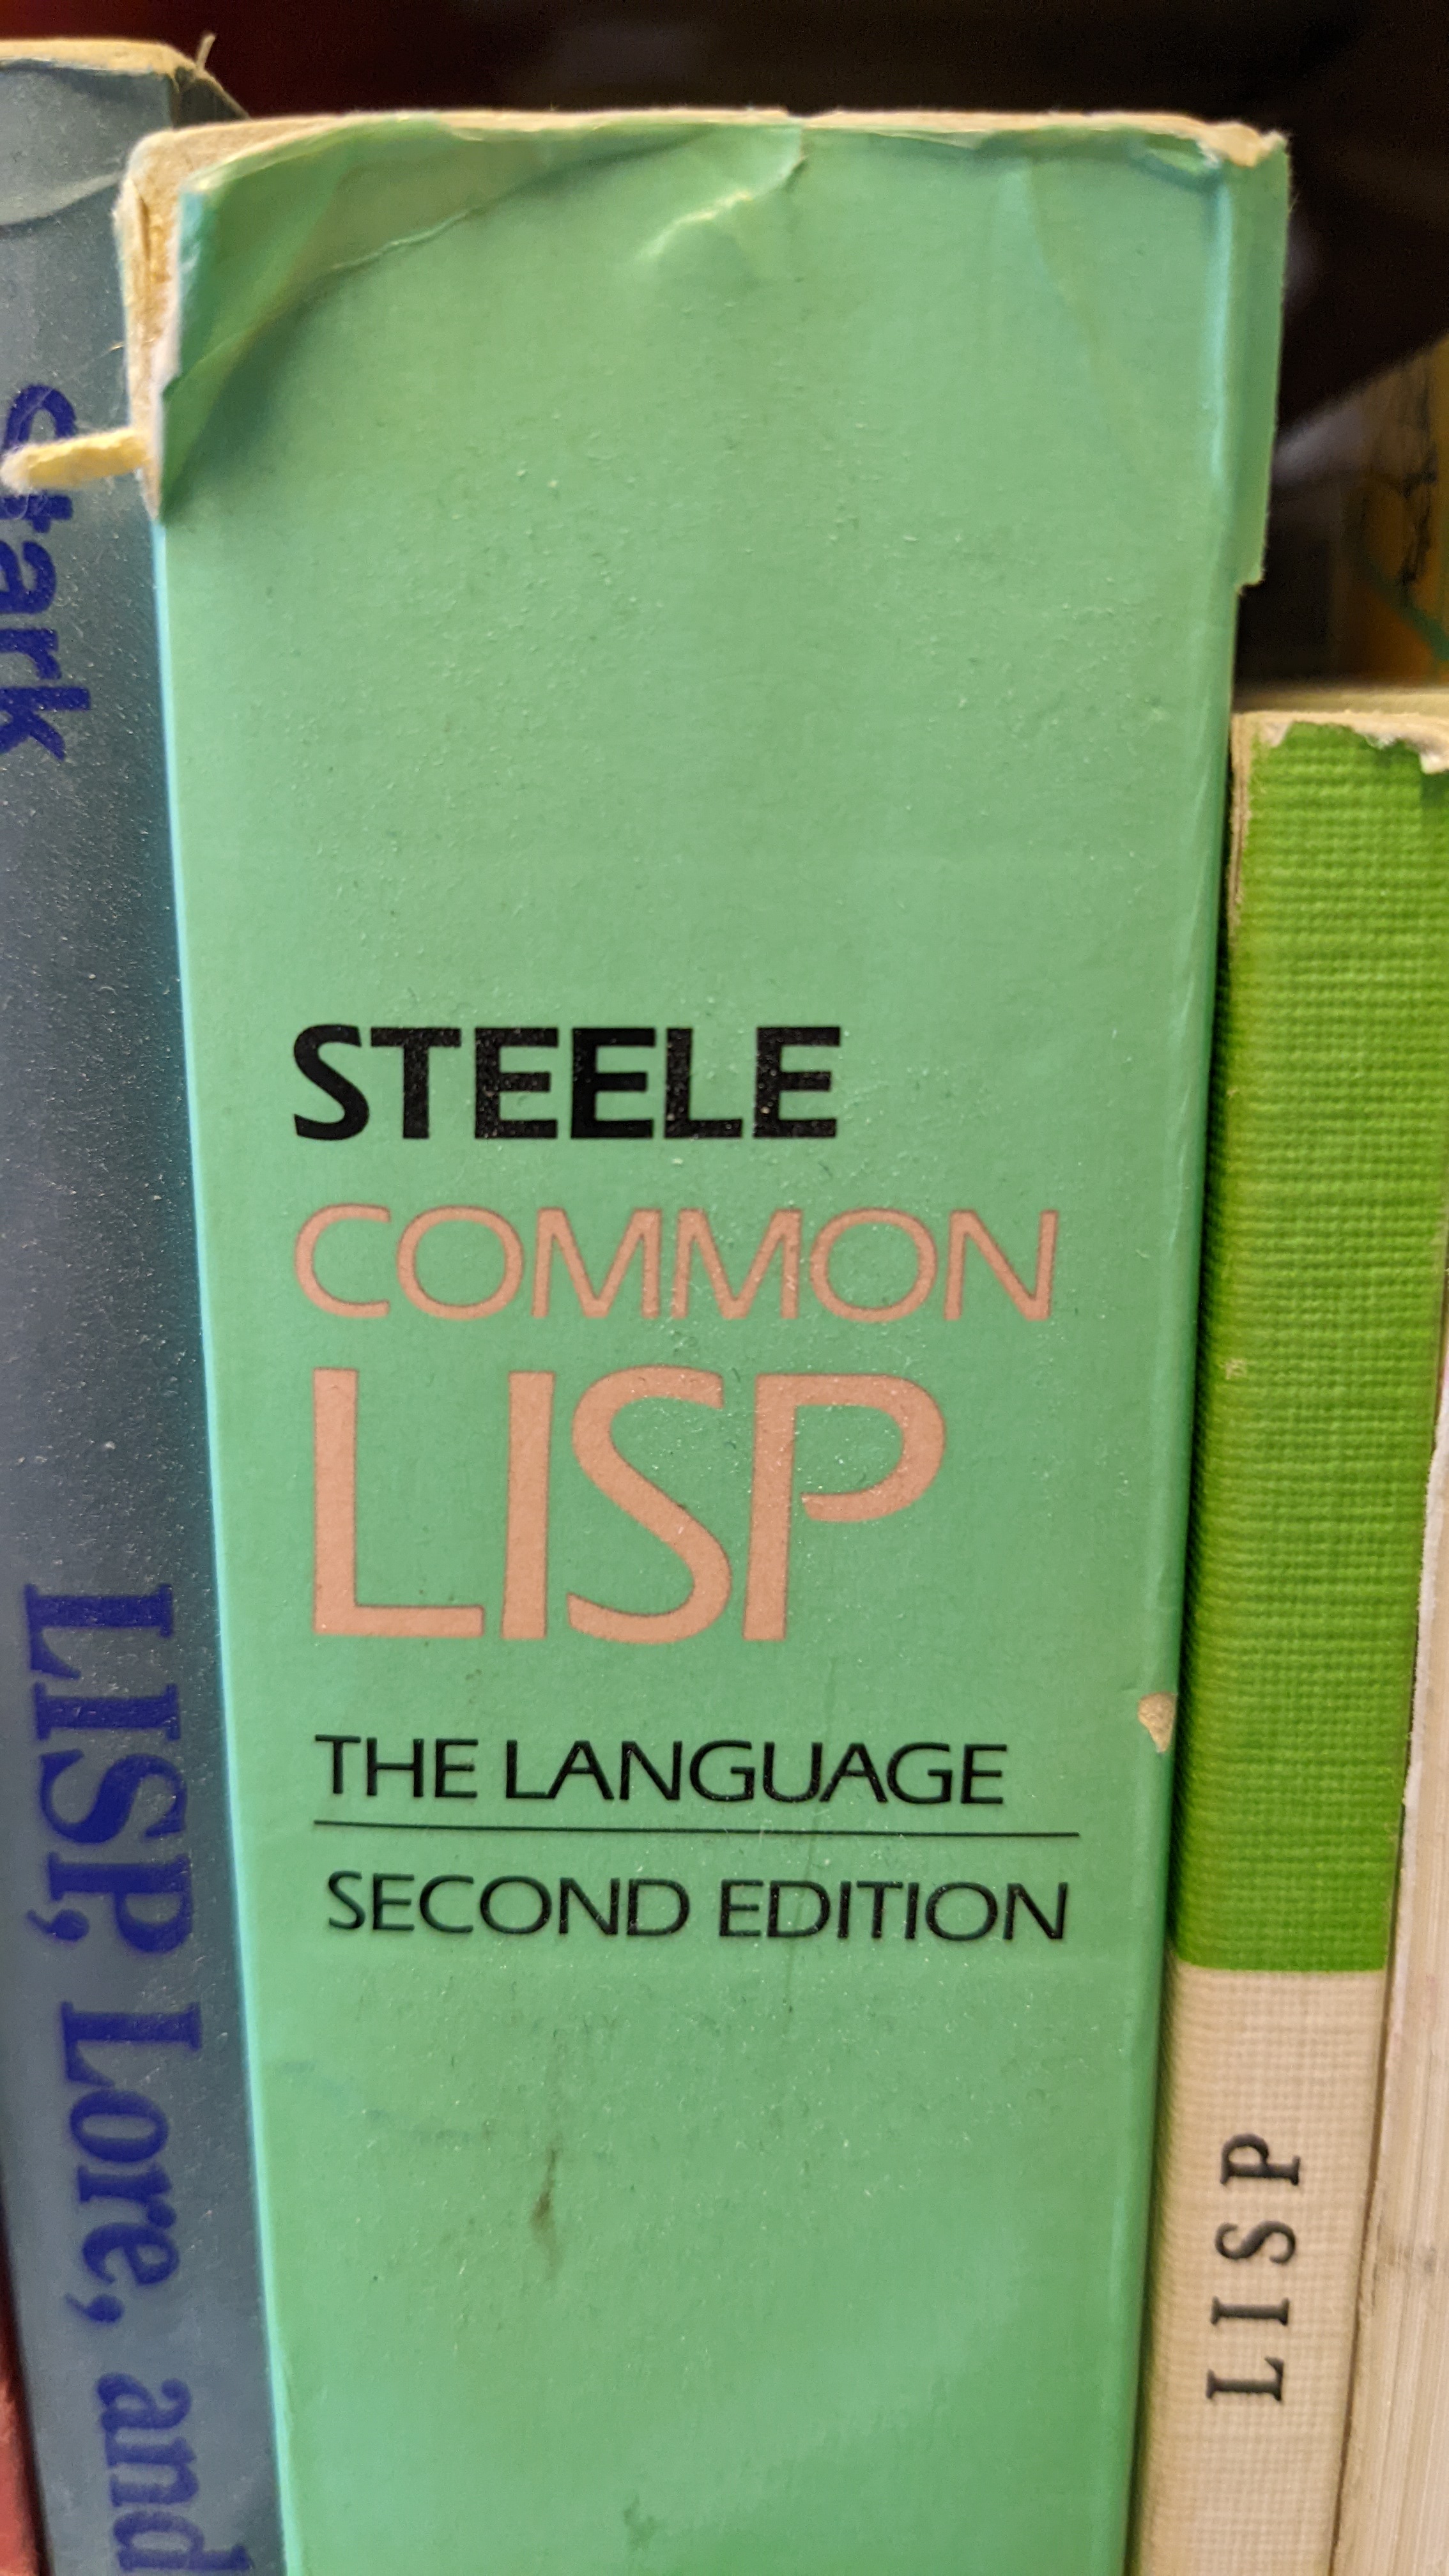 Stark
LISP, Lore, and
STEELE
COMMON
LISP
THE LANGUAGE
SECOND EDITION
LISP